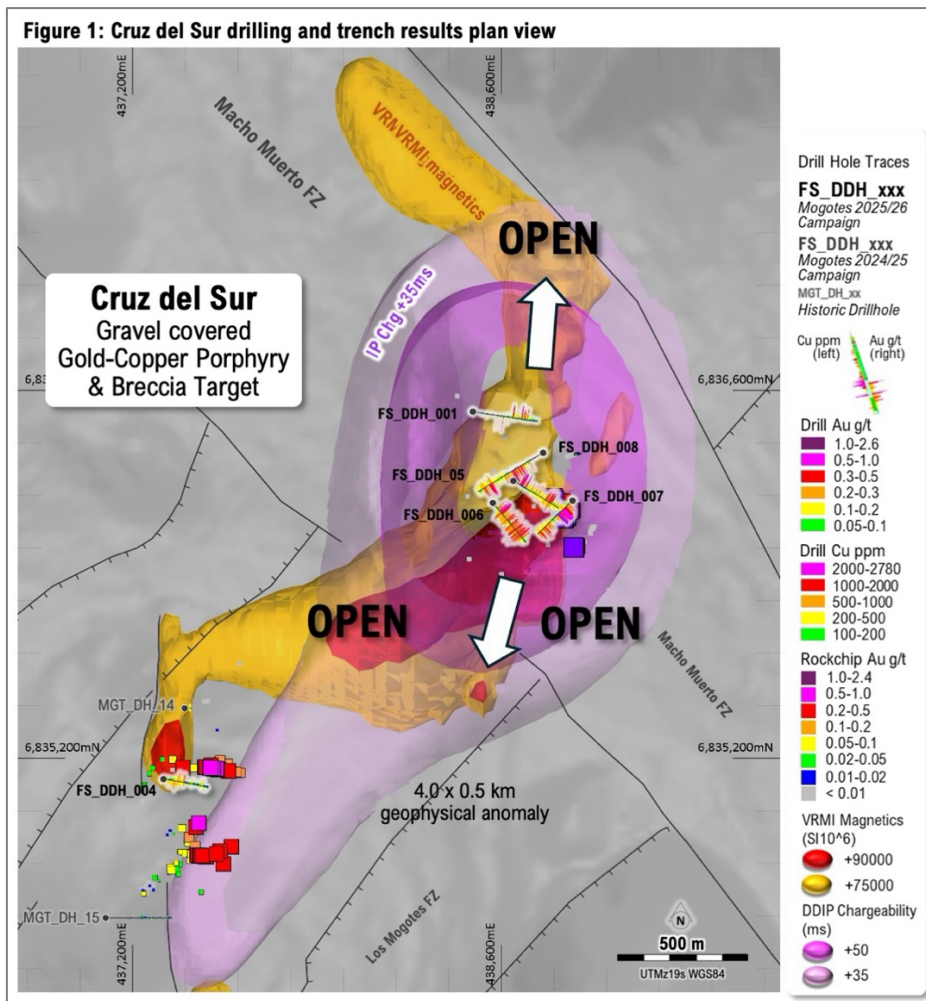 Figure 1: Cruz del Sur drilling and trench results plan view
437,200mE
438,600mE
Macho Muerto FZ
VRMI magnetics
OPEN
Cruz del Sur
Gravel covered
Gold-Copper Porphyry
& Breccia Target
IP Chg +35ms
6,83
6,836,600mN
FS_DDH_001
FS_DDH_008
FS_DDH_05
FS_DDH_007
FS_DDH_006
OPEN
OPEN
Macho Muerto FZ
MGT_DH_14
6,835,200mN
6,835,200mN
FS_DDH_004
4.0 x 0.5 km
geophysical anomaly
MGT_DH_15
Los Mogotes FZ
437,200mE
438,600mE
N
500 m
UTMz19s WGS84
Drill Hole Traces
FS_DDH_xxx
Mogotes 2025/26
Campaign
FS_DDH_xxx
Mogotes 2024/25
Campaign
MGT_DH_xx
Historic Drillhole
Cu ppm
(left)
Au g/t
(right)
Drill Au g/t
1.0-2.6
0.5-1.0
0.3-0.5
0.2-0.3
0.1-0.2
0.05-0.1
Drill Cu ppm
2000-2780
1000-2000
500-1000
200-500
100-200
Rockchip Au g/t
1.0-2.4
0.5-1.0
0.2-0.5
0.1-0.2
0.05-0.1
0.02-0.05
0.01-0.02
< 0.01
VRMI Magnetics
(SI10^6)
+90000
+75000
DDIP Chargeability
(ms)
+50
+35